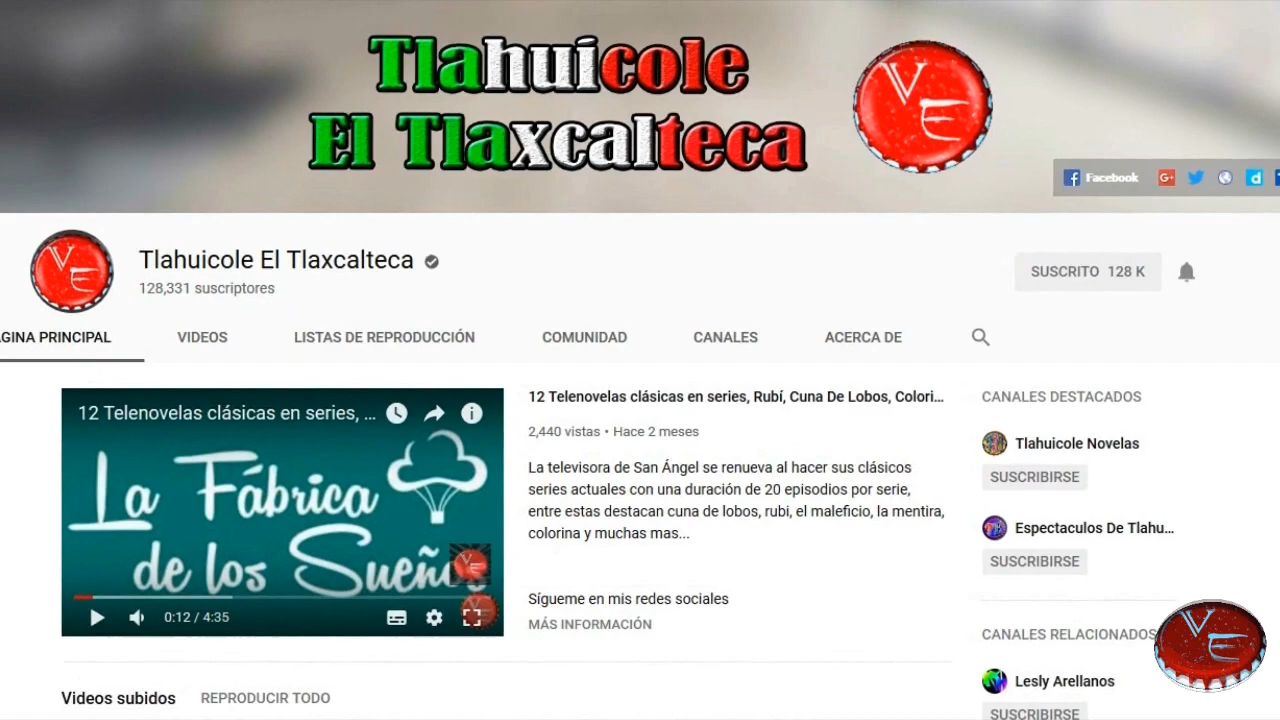 Tlahuicole
El Tlaxcalteca
VE
Facebook
G+
VE
Tlahuicole El Tlaxcalteca
128,331 suscriptores
SUSCRITO 128 K
AGINA PRINCIPAL
VIDEOS
LISTAS DE REPRODUCCIÓN
COMUNIDAD
CANALES
ACERCA DE
12 Telenovelas clásicas en series, ...
La Fábrica
de los Sueñ
VE
0:12 / 4:35
12 Telenovelas clásicas en series, Rubí, Cuna De Lobos, Colori...
2,440 vistas • Hace 2 meses
La televisora de San Ángel se renueva al hacer sus clásicos
series actuales con una duración de 20 episodios por serie,
entre estas destacan cuna de lobos, rubi, el maleficio, la mentira,
colorina y muchas mas...
Sígueme en mis redes sociales
MÁS INFORMACIÓN
CANALES DESTACADOS
Tlahuicole Novelas
SUSCRIBIRSE
Espectaculos De Tlahu...
SUSCRIBIRSE
CANALES RELACIONADOS
VE
Lesly Arellanos
SUSCRIBIRSE
Videos subidos
REPRODUCIR TODO